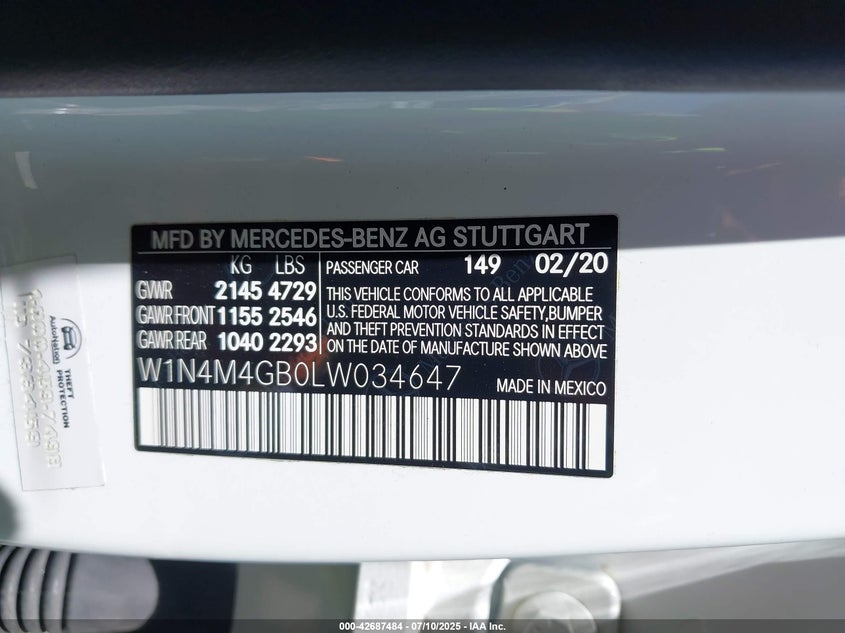 MFD BY MERCEDES-BENZ AG STUTTGART
KG LBS
GVWR 2145 4729
GAWR FRONT 1155 2546
GAWR REAR 1040 2293
PASSENGER CAR 149 02/20
THIS VEHICLE CONFORMS TO ALL APPLICABLE
U.S. FEDERAL MOTOR VEHICLE SAFETY,BUMPER
AND THEFT PREVENTION STANDARDS IN EFFECT
ON THE DATE OF MANUFACTURE SHOWN ABOVE
W1N4M4GB0LW034647
MADE IN MEXICO
AutoNation
THEFT
PROTECTION
000-42687484 - 07/10/2025 - IAA Inc.